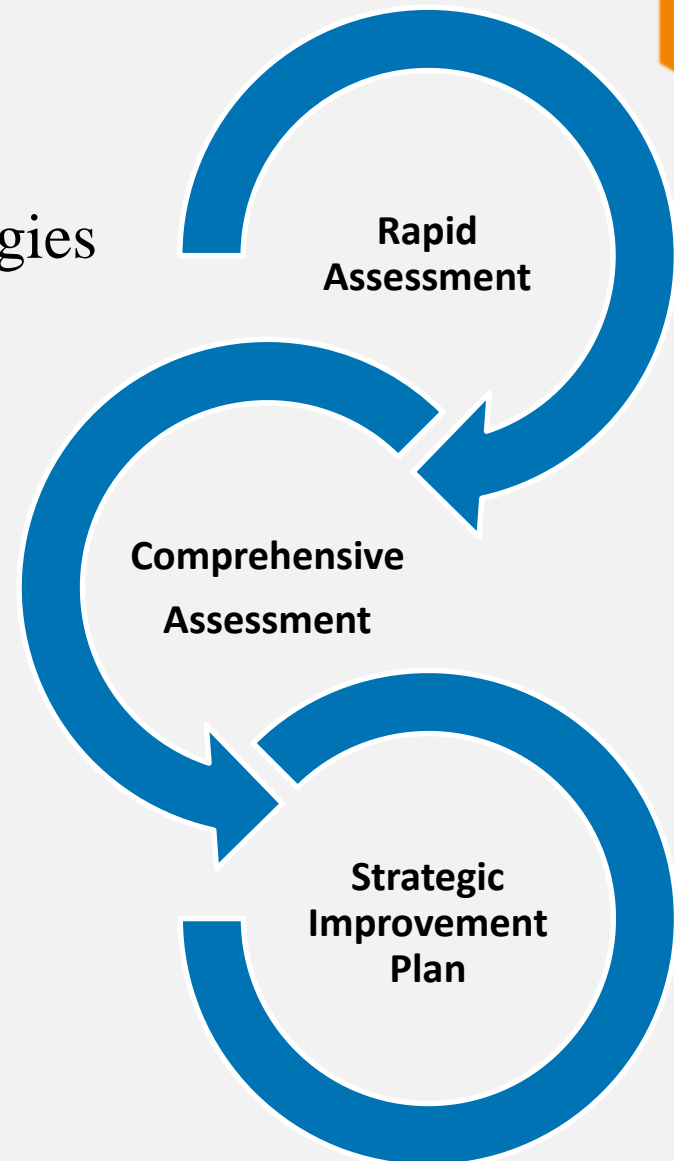 gies
Rapid
Assessment
Comprehensive
Assessment
Strategic
Improvement
Plan